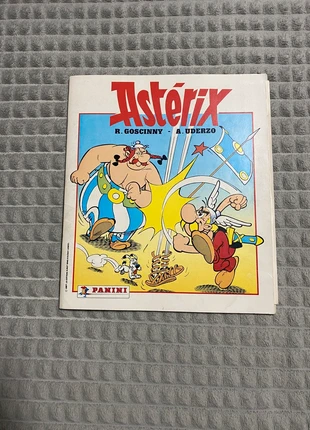 Astérix
R. GOSCINNY - A. UDERZO
PANINI